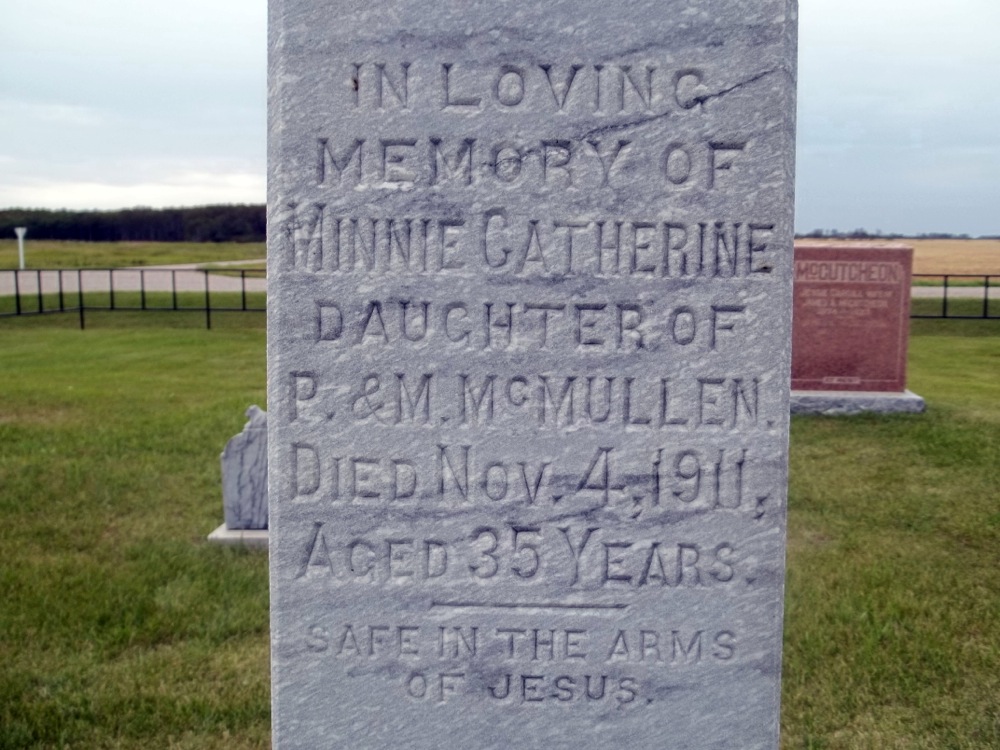 IN LOVING
MEMORY OF
MINNIE CATHERINE
DAUGHTER OF
P. & M. McMULLEN.
DIED NOV. 4, 1911,
AGED 35 YEARS.
SAFE IN THE ARMS
OF JESUS.
McCUTCHEON